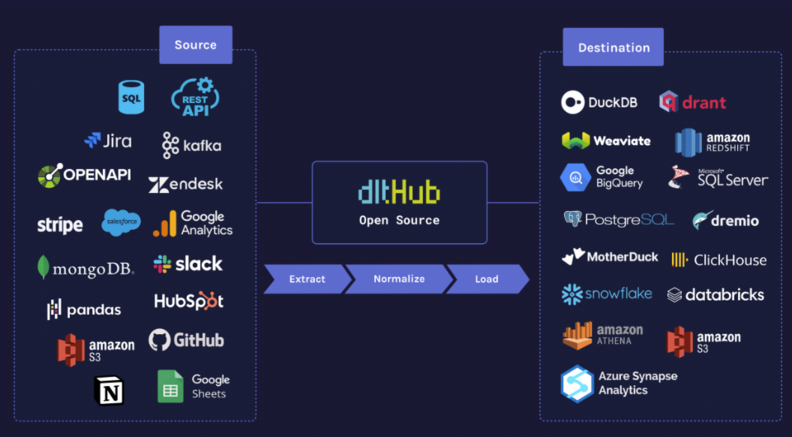 Source
Destination
SQL
REST
API
Jira
kafka
OPENAPI
zendesk
stripe
salesforce
Google
Analytics
mongoDB®
slack
pandas
HubSpot
amazon
S3
GitHub
N
Google
Sheets
dltHub
Open Source
Extract
Normalize
Load
DuckDB
drant
Weaviate
amazon
REDSHIFT
Google
BigQuery
Microsoft
SQL Server
PostgreSQL
dremio
MotherDuck
ClickHouse
snowflake
databricks
amazon
ATHENA
amazon
S3
Azure Synapse
Analytics